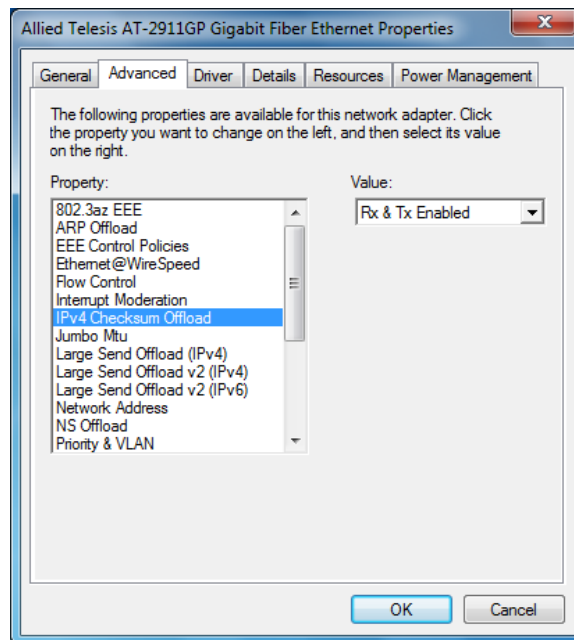 Allied Telesis AT-2911GP Gigabit Fiber Ethernet Properties
General Advanced Driver Details Resources Power Management
The following properties are available for this network adapter. Click
the property you want to change on the left, and then select its value
on the right.
Property:
Value:
802.3az EEE
ARP Offload
EEE Control Policies
Ethernet@WireSpeed
Flow Control
Interrupt Moderation
IPv4 Checksum Offload
Jumbo Mtu
Large Send Offload (IPv4)
Large Send Offload v2 (IPv4)
Large Send Offload v2 (IPv6)
Network Address
NS Offload
Priority & VLAN
Rx & Tx Enabled
OK
Cancel